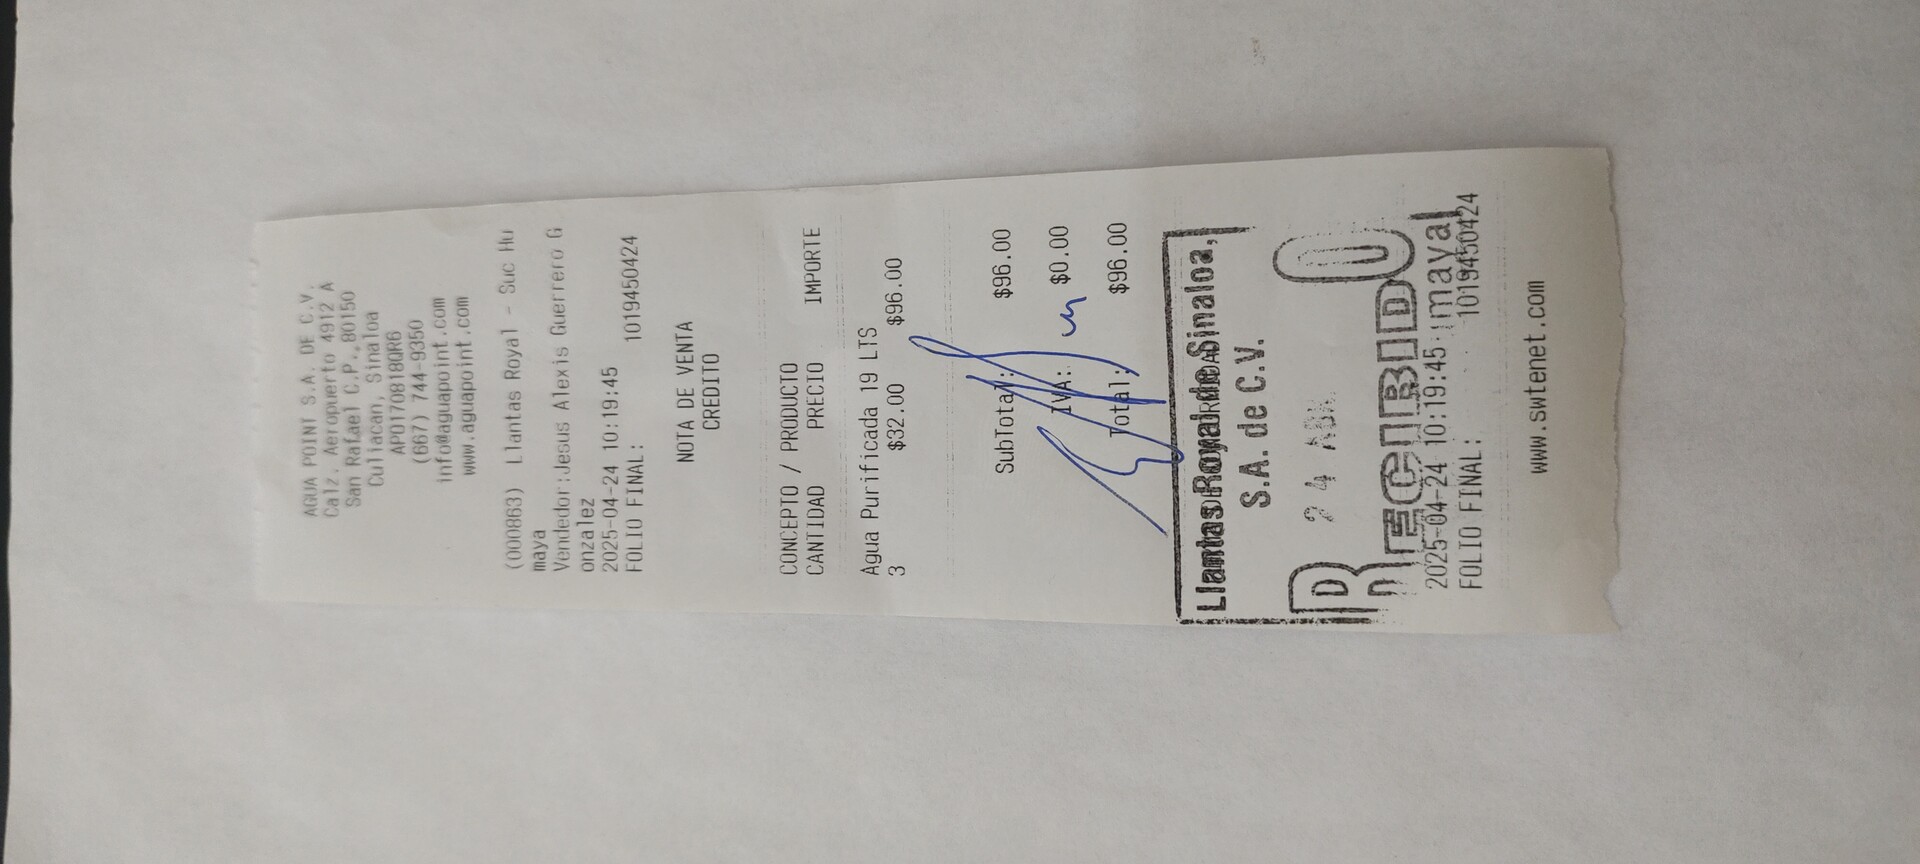 AGUA POINT S.A. DE C.V.
Calz. Aeropuerto 4912 A
San Rafael C.P.,80150
Culiacan, Sinaloa
APO170818QR6
(667) 744-9350
info@aguapoint.com
www.aguapoint.com
(000863) Llantas Royal - Suc Hu
maya
Vendedor:Jesus Alexis Guerrero G
onzalez
2025-04-24 10:19:45
FOLIO FINAL: 1019450424
NOTA DE VENTA
CREDITO
CONCEPTO / PRODUCTO
CANTIDAD PRECIO IMPORTE
Agua Purificada 19 LTS
3 $32.00 $96.00
SubTotal: $96.00
IVA: $0.00
Total: $96.00
Llantas Royal de Sinaloa,
S.A. de C.V.
24 ABR.
RECIBIDO
2025-04-24 10:19:45 maya
FOLIO FINAL: 1019450424
www.swtenet.com